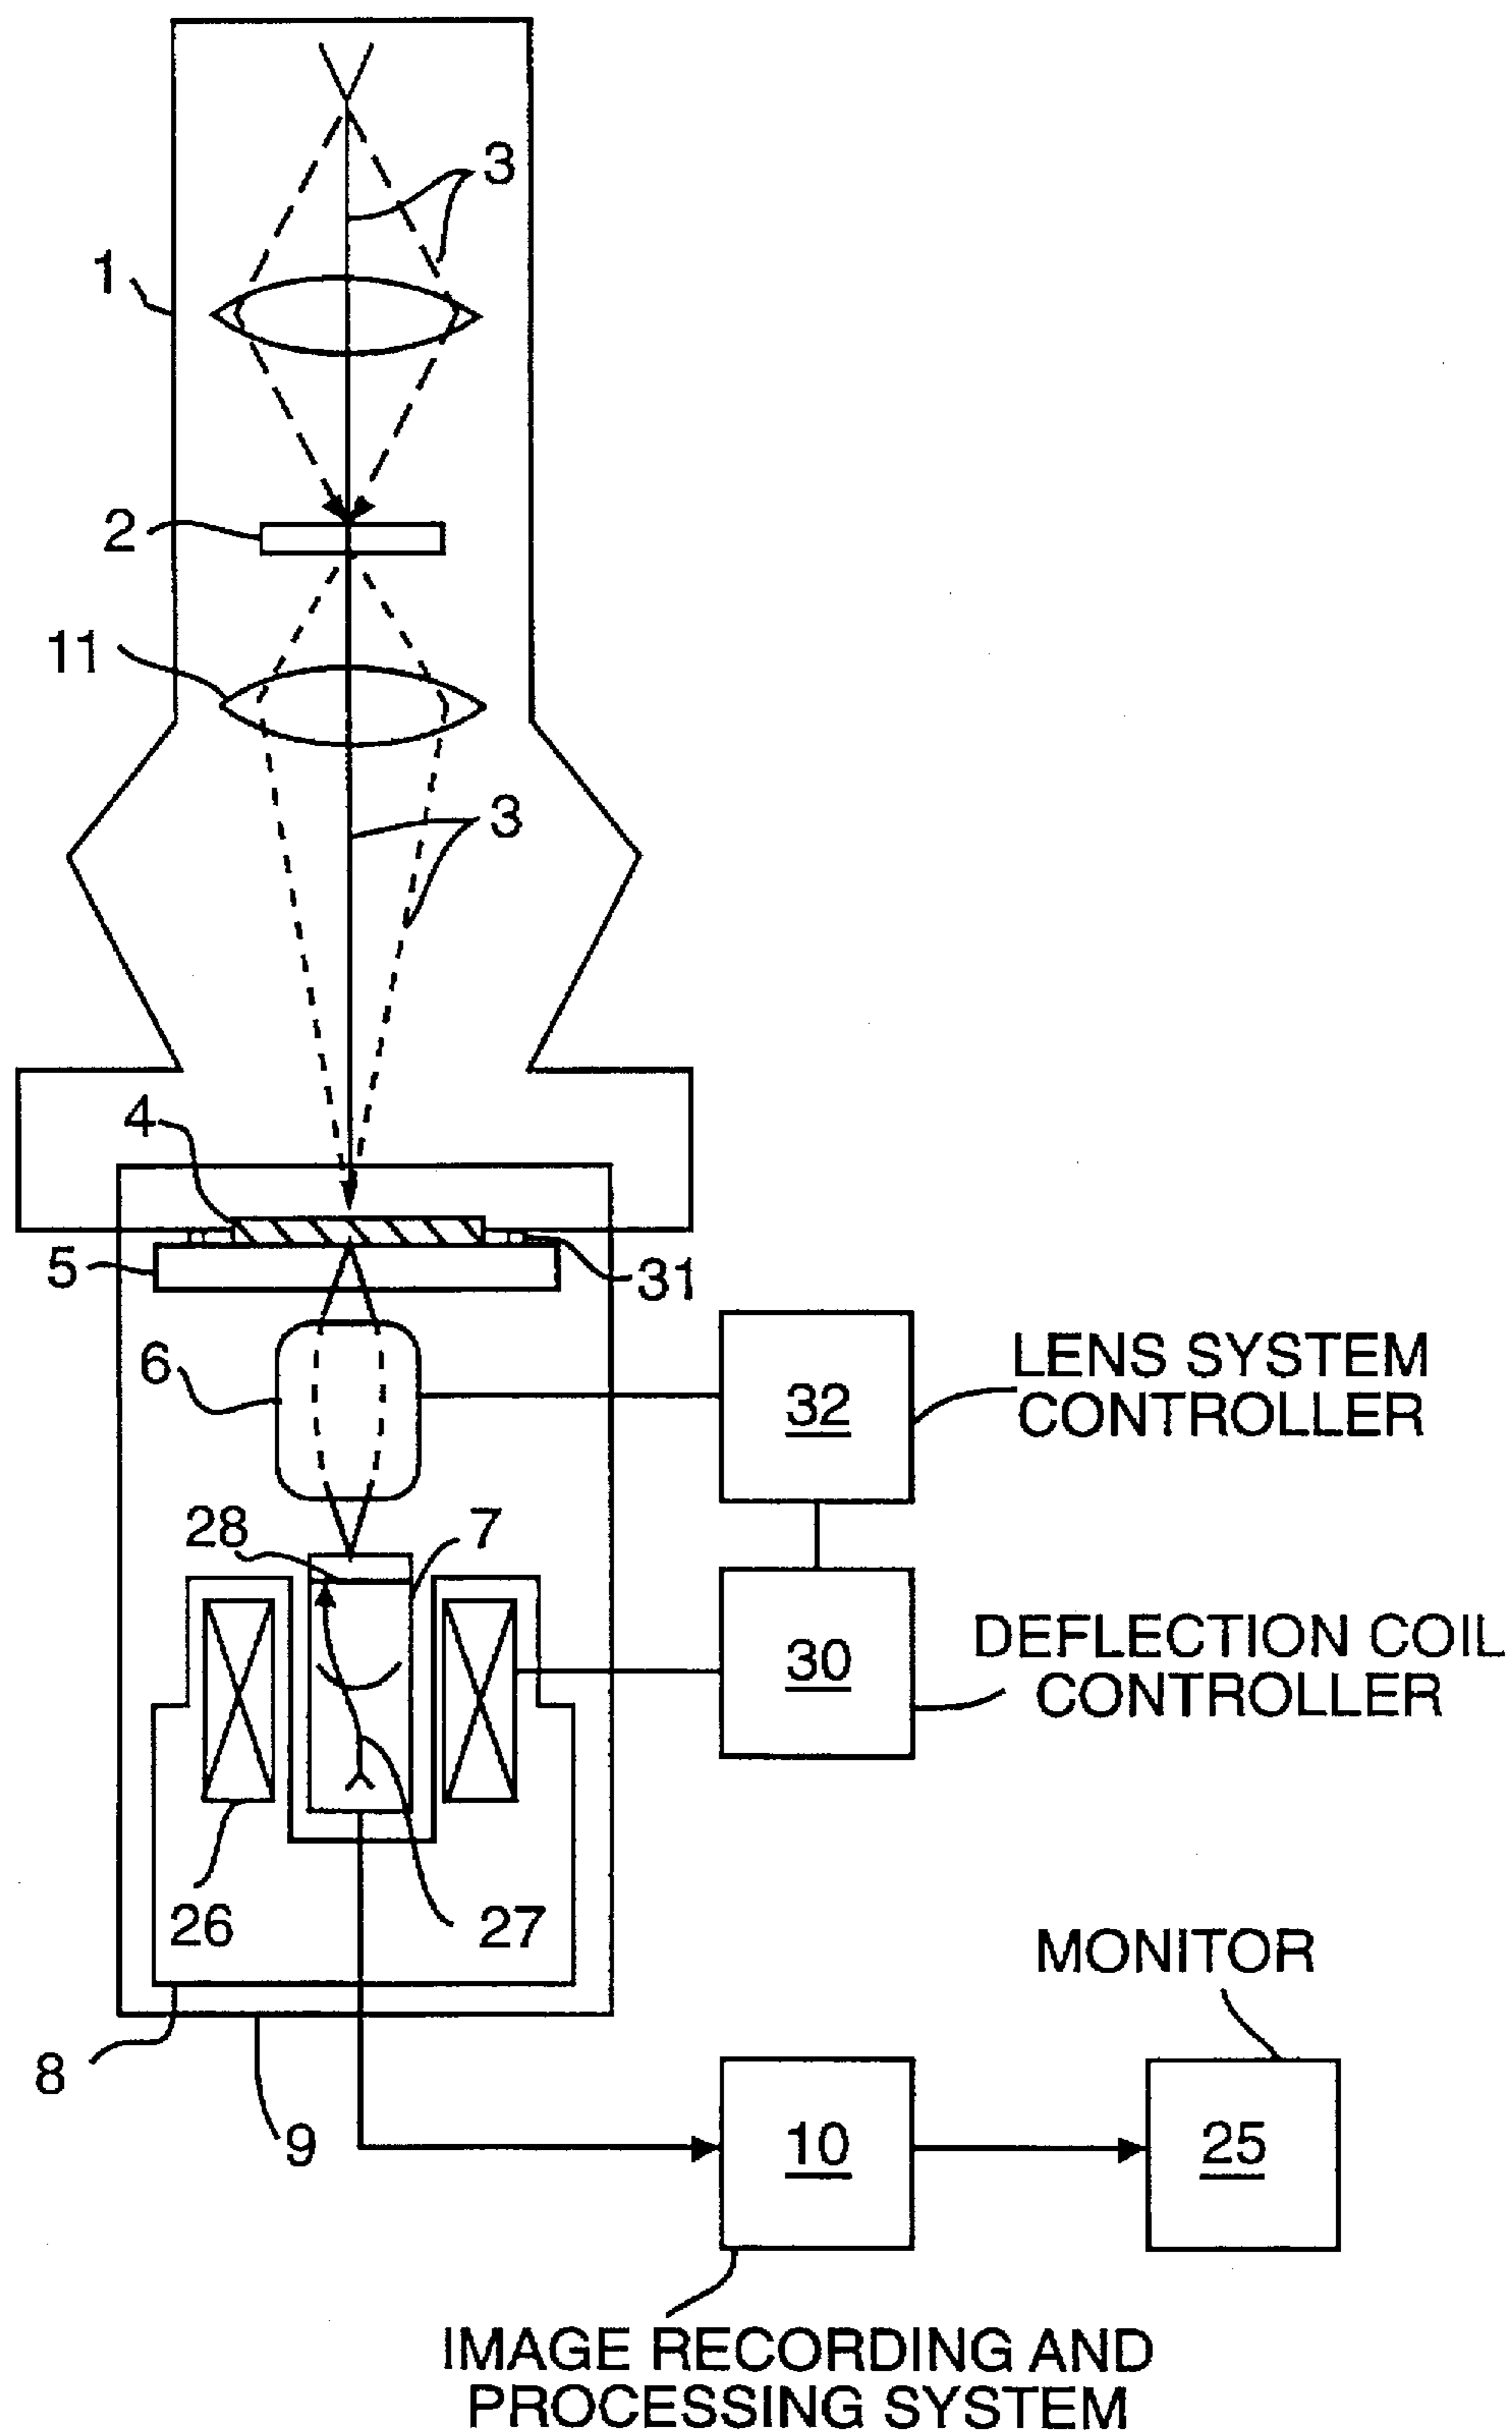 3
1
2
11
3
4
5
31
6
32
LENS SYSTEM
CONTROLLER
28
7
30
DEFLECTION COIL
CONTROLLER
26
27
MONITOR
8
9
10
25
IMAGE RECORDING AND
PROCESSING SYSTEM